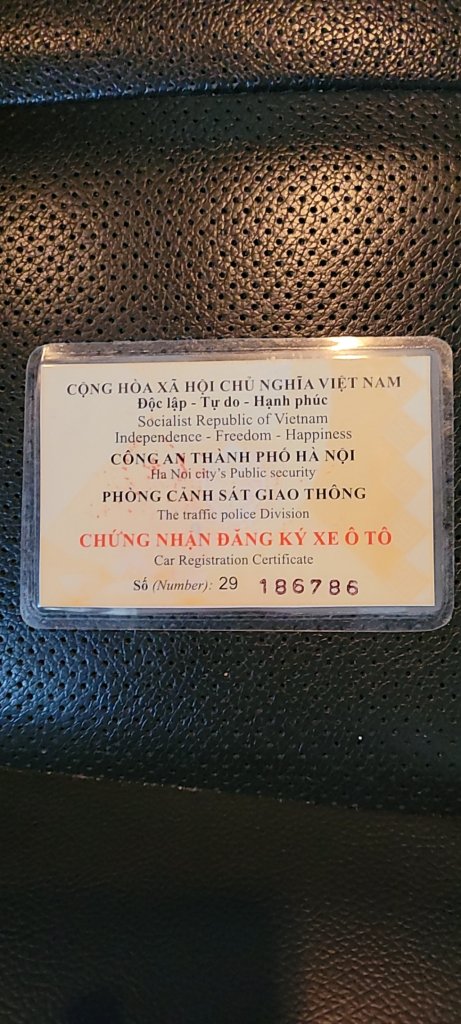 CỘNG HÒA XÃ HỘI CHỦ NGHĨA VIỆT NAM
Độc lập - Tự do - Hạnh phúc
Socialist Republic of Vietnam
Independence - Freedom - Happiness
CÔNG AN THÀNH PHỐ HÀ NỘI
Ha Noi city's Public security
PHÒNG CẢNH SÁT GIAO THÔNG
The traffic police Division
CHỨNG NHẬN ĐĂNG KÝ XE Ô TÔ
Car Registration Certificate
Số (Number): 29 186786